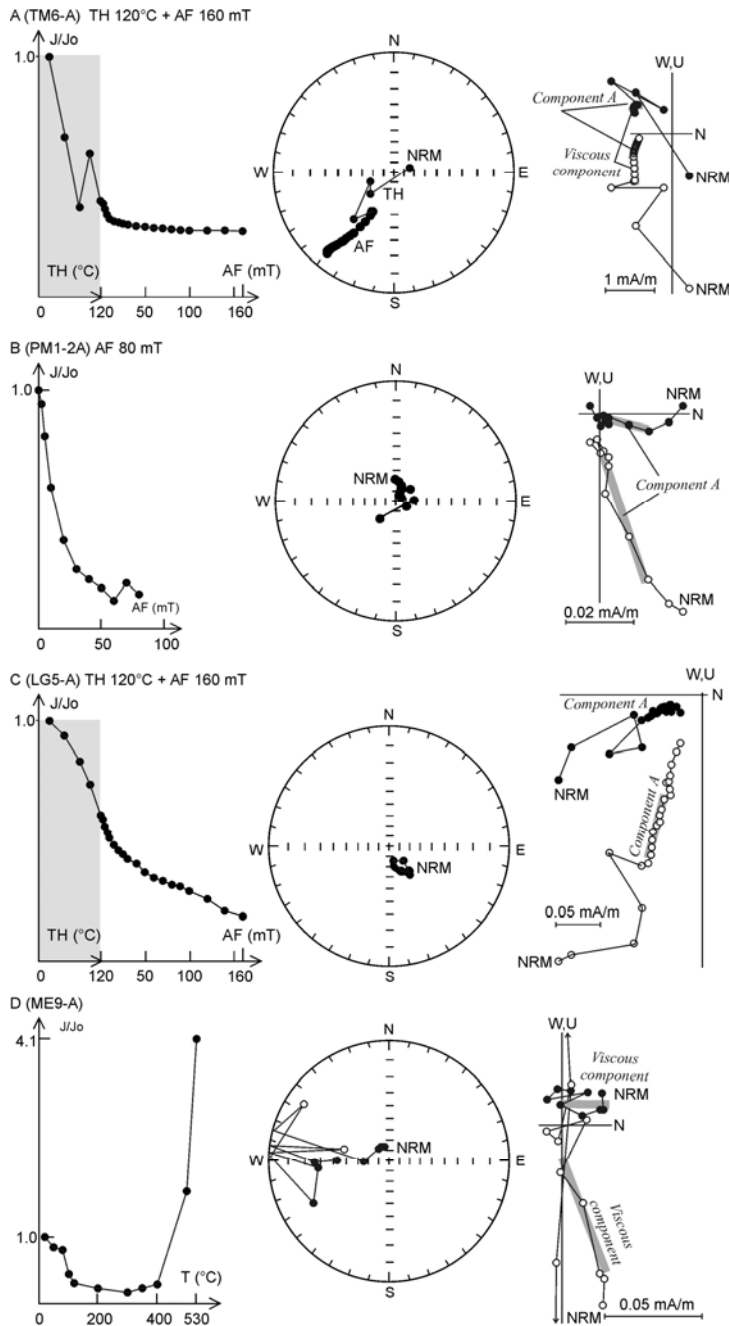 A (TM6-A) TH 120°C + AF 160 mT
J/Jo
1.0
TH (°C)
AF (mT)
0
120
50
100
160
N
NRM
W
E
TH
AF
S
W,U
Component A
N
Viscous component
NRM
NRM
1 mA/m
B (PM1-2A) AF 80 mT
J/Jo
1.0
AF (mT)
0
50
100
N
NRM
W
E
S
W,U
NRM
N
Component A
NRM
0.02 mA/m
C (LG5-A) TH 120°C + AF 160 mT
J/Jo
1.0
TH (°C)
AF (mT)
0
120
50
100
160
N
W
E
NRM
S
W,U
N
Component A
NRM
Component A
0.05 mA/m
NRM
D (ME9-A)
J/Jo
4.1
1.0
T (°C)
0
200
400
530
N
NRM
W
E
S
W,U
Viscous
component
NRM
N
Viscous
component
NRM
0.05 mA/m